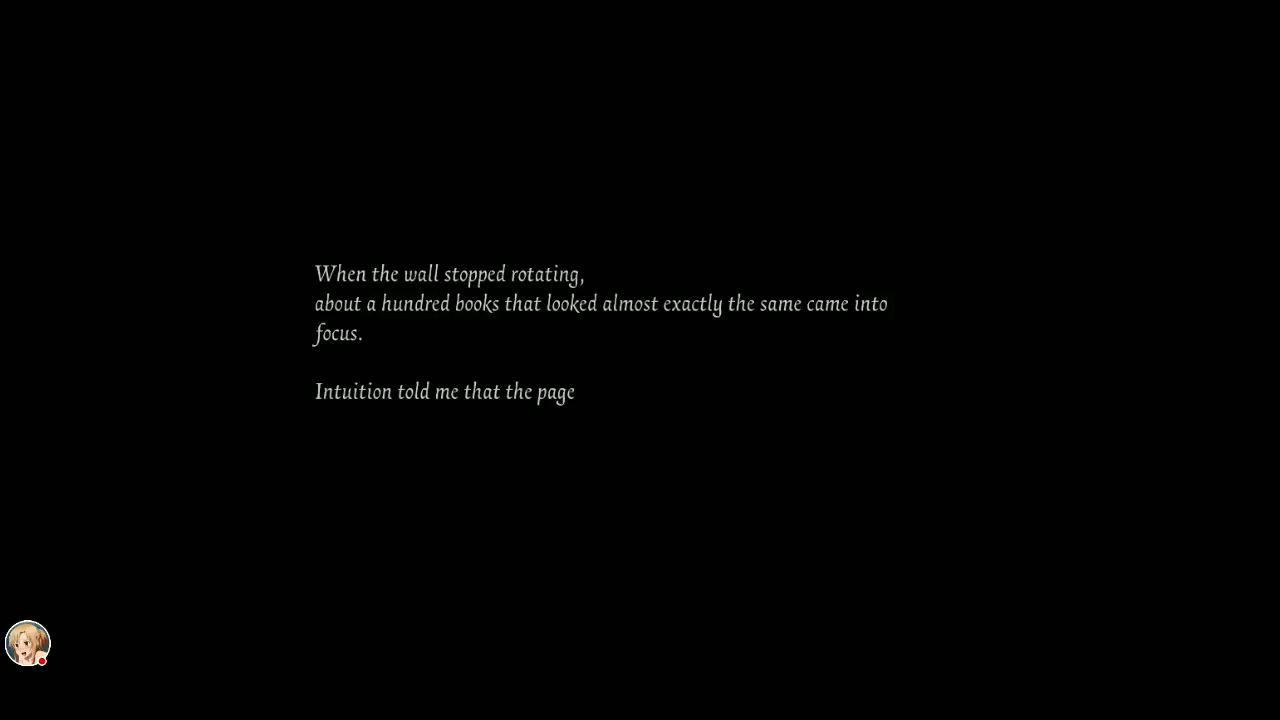 When the wall stopped rotating,
about a hundred books that looked almost exactly the same came into
focus.
Intuition told me that the page